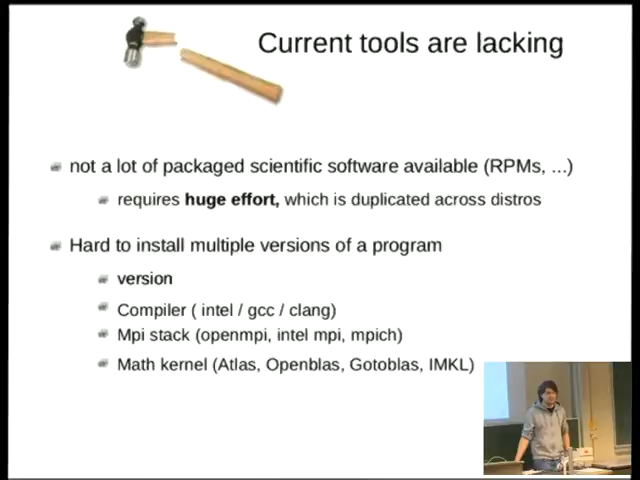 Current tools are lacking
not a lot of packaged scientific software available (RPMs, ...)
requires huge effort, which is duplicated across distros
Hard to install multiple versions of a program
version
Compiler ( intel / gcc / clang)
Mpi stack (openmpi, intel mpi, mpich)
Math kernel (Atlas, Openblas, Gotoblas, IMKL)